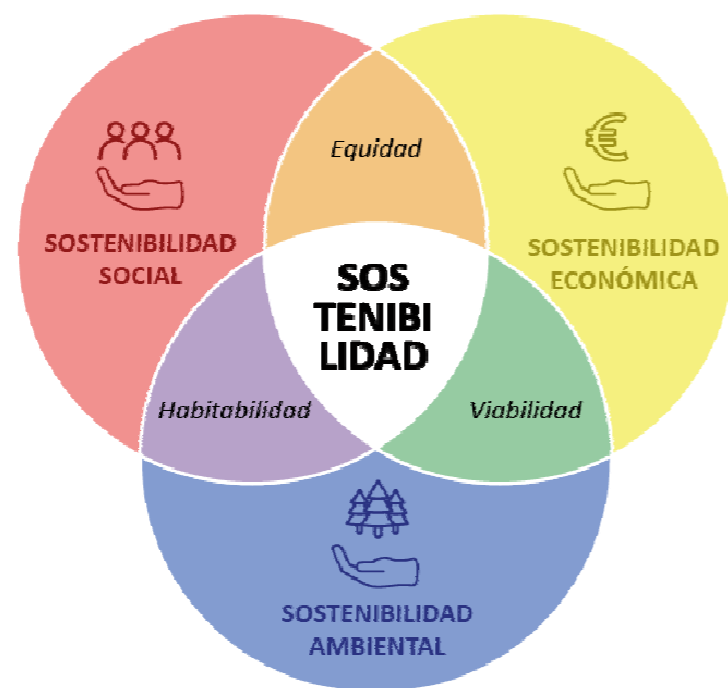 Equidad
SOSTENIBILIDAD
SOCIAL
SOSTENIBILIDAD
ECONÓMICA
SOS
TENIBI
LIDAD
Habitabilidad
Viabilidad
SOSTENIBILIDAD
AMBIENTAL